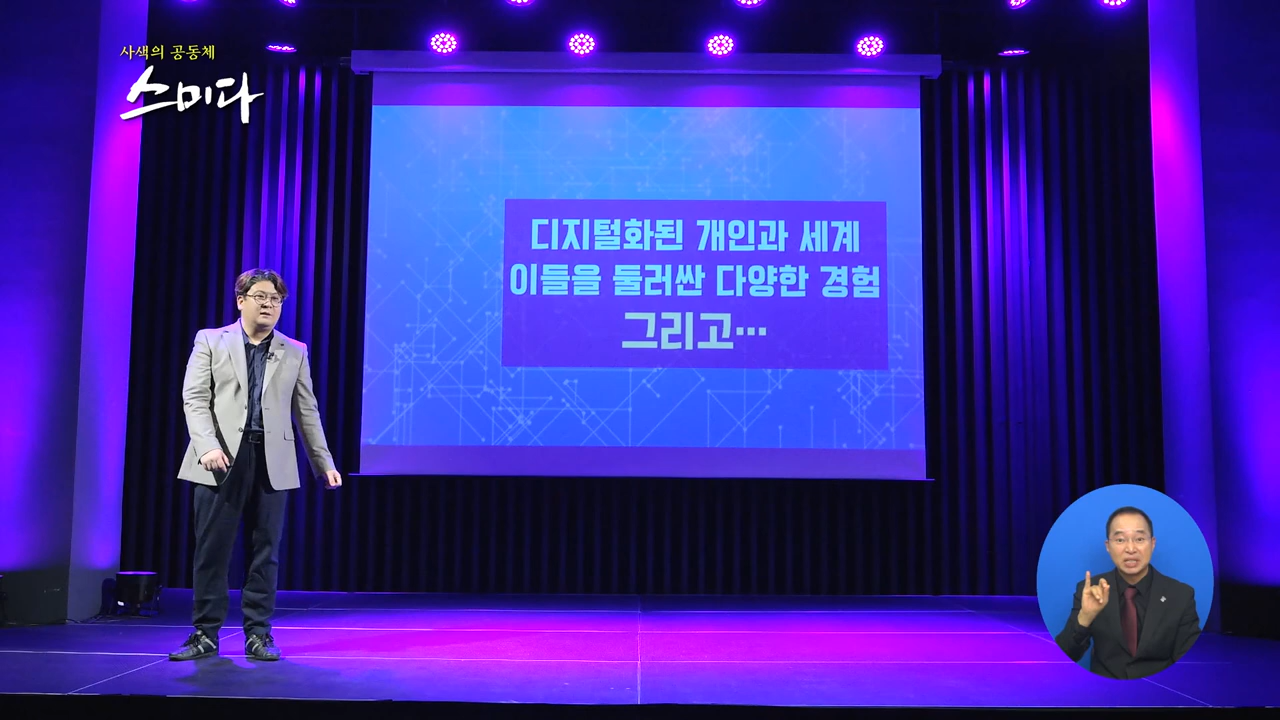 사색의 공동체
스미다
디지털화된 개인과 세계
이들을 둘러싼 다양한 경험
그리고…